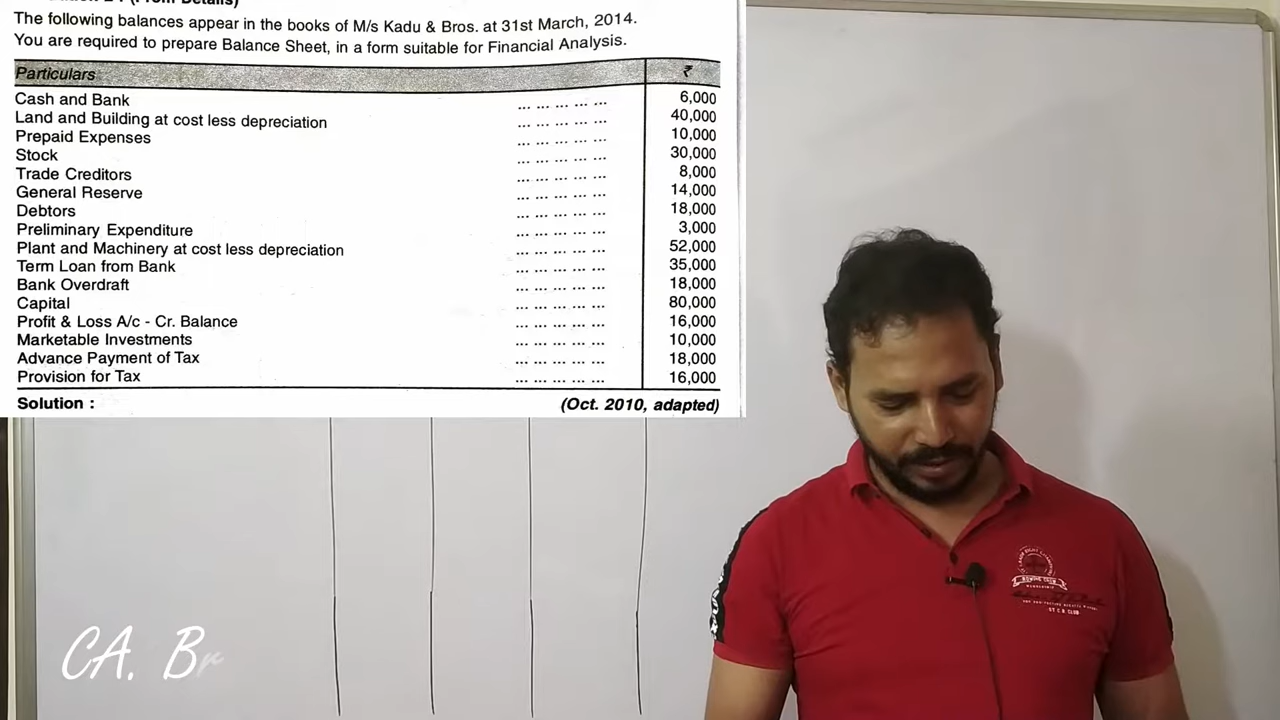 The following balances appear in the books of M/s Kadu & Bros. at 31st March, 2014.
You are required to prepare Balance Sheet, in a form suitable for Financial Analysis.
Particulars ₹
Cash and Bank ... ... ... ... ... 6,000
Land and Building at cost less depreciation ... ... ... ... ... 40,000
Prepaid Expenses ... ... ... ... ... 10,000
Stock ... ... ... ... ... 30,000
Trade Creditors ... ... ... ... ... 8,000
General Reserve ... ... ... ... ... 14,000
Debtors ... ... ... ... ... 18,000
Preliminary Expenditure ... ... ... ... ... 3,000
Plant and Machinery at cost less depreciation ... ... ... ... ... 52,000
Term Loan from Bank ... ... ... ... ... 35,000
Bank Overdraft ... ... ... ... ... 18,000
Capital ... ... ... ... ... 80,000
Profit & Loss A/c - Cr. Balance ... ... ... ... ... 16,000
Marketable Investments ... ... ... ... ... 10,000
Advance Payment of Tax ... ... ... ... ... 18,000
Provision for Tax ... ... ... ... ... 16,000
Solution : (Oct. 2010, adapted)
CA. Br